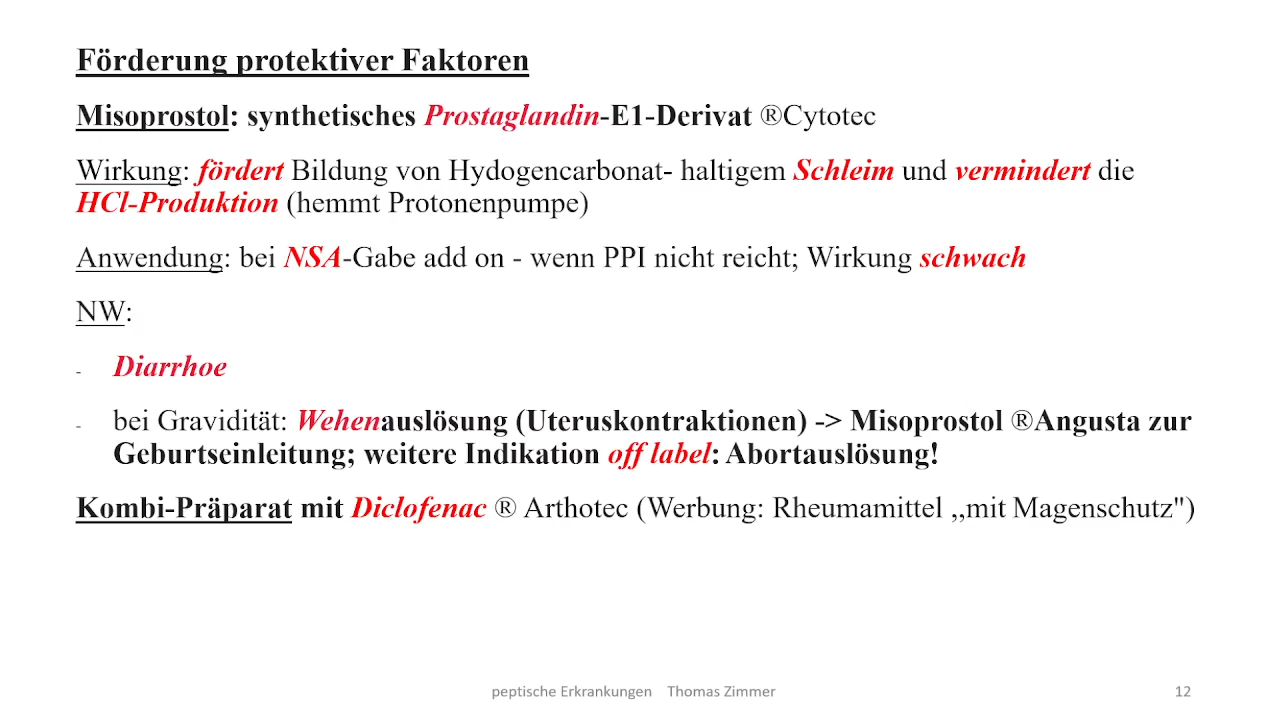 Förderung protektiver Faktoren
Misoprostol: synthetisches Prostaglandin-E1-Derivat ®Cytotec
Wirkung: fördert Bildung von Hydogencarbonat- haltigem Schleim und vermindert die
HCl-Produktion (hemmt Protonenpumpe)
Anwendung: bei NSA-Gabe add on - wenn PPI nicht reicht; Wirkung schwach
NW:
- Diarrhoe
- bei Gravidität: Wehenauslösung (Uteruskontraktionen) -> Misoprostol ®Angusta zur
Geburtseinleitung; weitere Indikation off label: Abortauslösung!
Kombi-Präparat mit Diclofenac ® Arthotec (Werbung: Rheumamittel ,,mit Magenschutz")
peptische Erkrankungen Thomas Zimmer
12